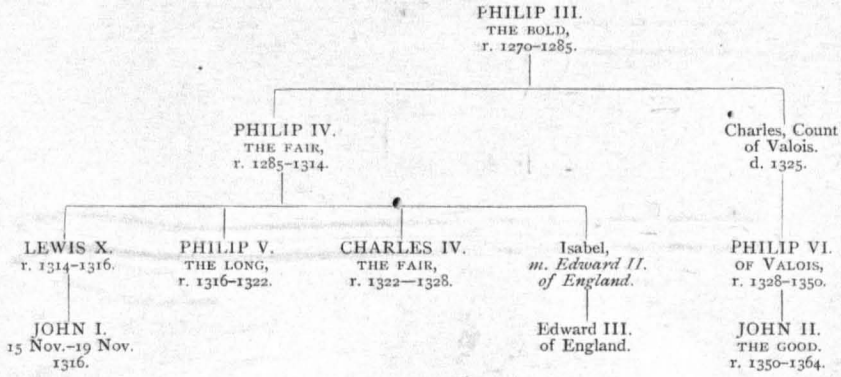 PHILIP III.
THE BOLD,
r. 1270–1285.
PHILIP IV.
THE FAIR,
r. 1285–1314.
Charles, Count
of Valois.
d. 1325.
LEWIS X.
r. 1314–1316.
PHILIP V.
THE LONG,
r. 1316–1322.
CHARLES IV.
THE FAIR,
r. 1322—1328.
Isabel,
m. Edward II.
of England.
PHILIP VI.
OF VALOIS,
r. 1328–1350.
JOHN I.
15 Nov.–19 Nov.
1316.
Edward III.
of England.
JOHN II.
THE GOOD.
r. 1350–1364.